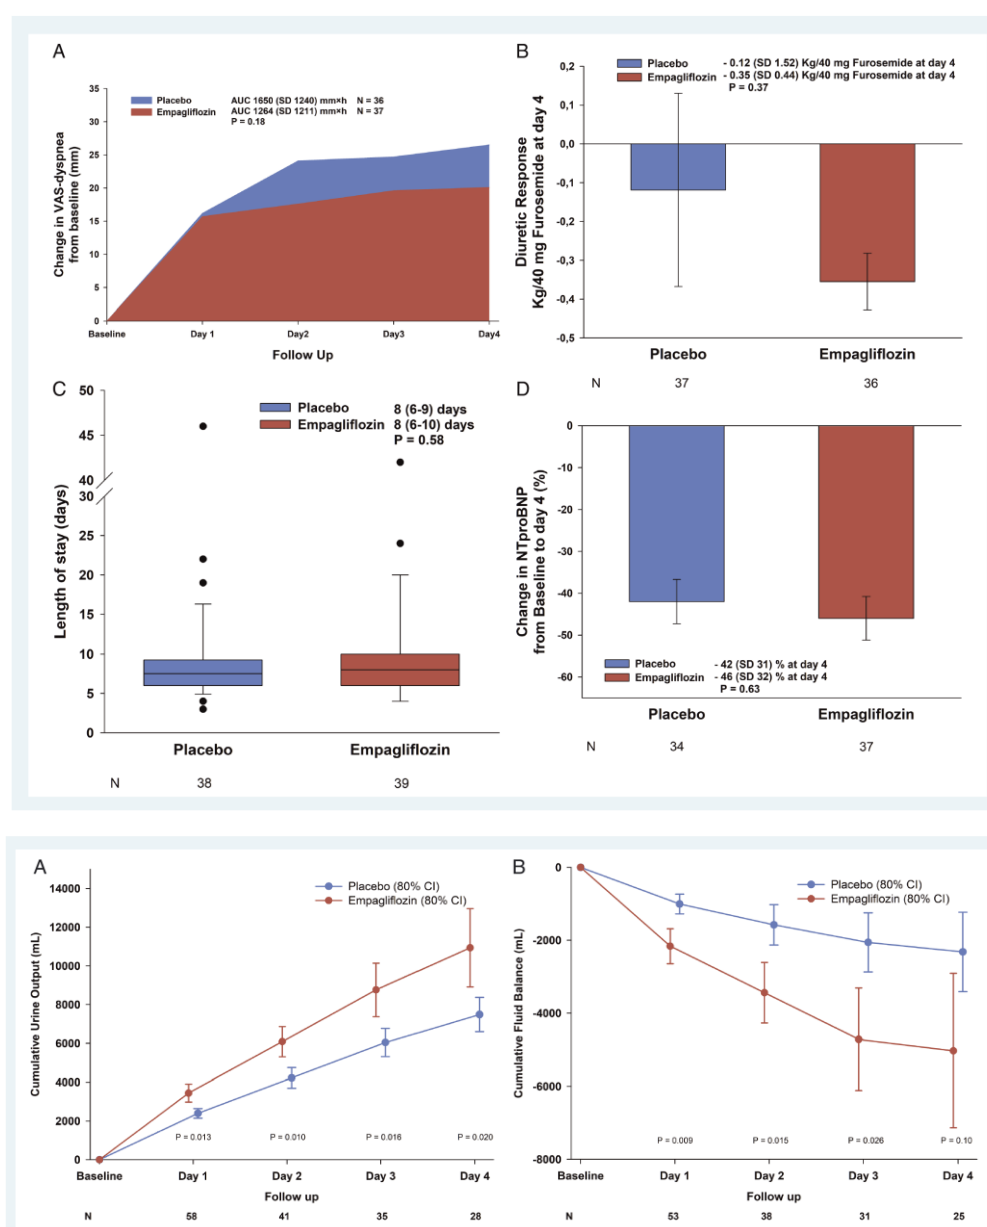 A
Placebo AUC 1650 (SD 1240) mm×h N = 36
Empagliflozin AUC 1264 (SD 1211) mm×h N = 37
P = 0.18
Change in VAS-dyspnea
from baseline (mm)
35
30
25
20
15
10
5
0
Baseline Day 1 Day2 Day3 Day4
Follow Up
B
Placebo - 0.12 (SD 1.52) Kg/40 mg Furosemide at day 4
Empagliflozin - 0.35 (SD 0.44) Kg/40 mg Furosemide at day 4
P = 0.37
Diuretic Response
Kg/40 mg Furosemide at day 4
0,2
0,1
0,0
-0,1
-0,2
-0,3
-0,4
-0,5
Placebo Empagliflozin
N 37 36
C
Placebo 8 (6-9) days
Empagliflozin 8 (6-10) days
P = 0.58
Length of stay (days)
50
45
40
30
25
20
15
10
5
0
Placebo Empagliflozin
N 38 39
D
Change in NTproBNP
from Baseline to day 4 (%)
0
-10
-20
-30
-40
-50
-60
Placebo - 42 (SD 31) % at day 4
Empagliflozin - 46 (SD 32) % at day 4
P = 0.63
Placebo Empagliflozin
N 34 37
A
Placebo (80% CI)
Empagliflozin (80% CI)
Cumulative Urine Output (mL)
14000
12000
10000
8000
6000
4000
2000
0
P = 0.013 P = 0.010 P = 0.016 P = 0.020
Baseline Day 1 Day 2 Day 3 Day 4
Follow up
N 58 41 35 28
B
Placebo (80% CI)
Empagliflozin (80% CI)
Cumulative Fluid Balance (mL)
0
-2000
-4000
-6000
-8000
P = 0.009 P = 0.015 P = 0.026 P = 0.10
Baseline Day 1 Day 2 Day 3 Day 4
Follow up
N 53 38 31 25